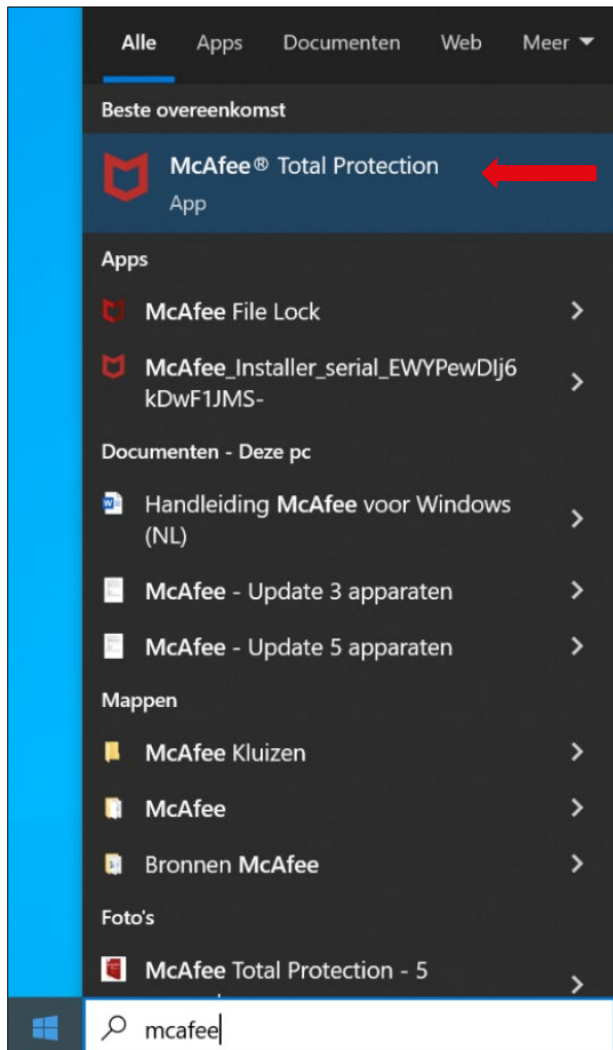 Alle Apps Documenten Web Meer
Beste overeenkomst
McAfee® Total Protection
App
Apps
McAfee File Lock
McAfee_Installer_serial_EWYPewDlj6
kDwF1JMS-
Documenten - Deze pc
Handleiding McAfee voor Windows
(NL)
McAfee - Update 3 apparaten
McAfee - Update 5 apparaten
Mappen
McAfee Kluizen
McAfee
Bronnen McAfee
Foto's
McAfee Total Protection - 5
mcafee